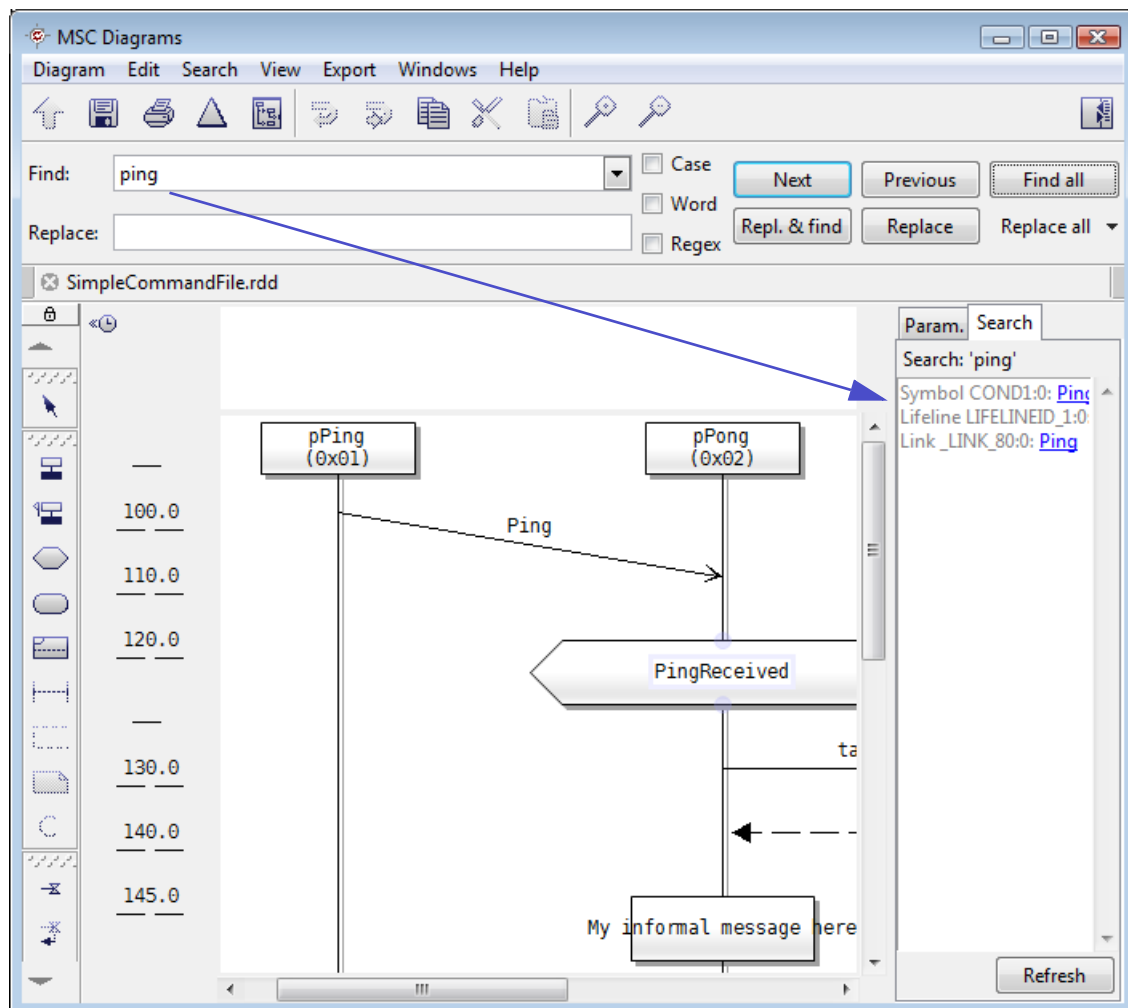 MSC Diagrams
Diagram Edit Search View Export Windows Help
Find: ping
Case
Next Previous Find all
Word
Replace:
Repl. & find Replace Replace all
Regex
SimpleCommandFile.rdd
Param. Search
Search: 'ping'
Symbol COND1:0: Ping
Lifeline LIFELINEID_1:0:
Link _LINK_80:0: Ping
pPing
(0x01)
pPong
(0x02)
100.0
Ping
110.0
120.0
PingReceived
ta
130.0
140.0
145.0
My informal message here
Refresh